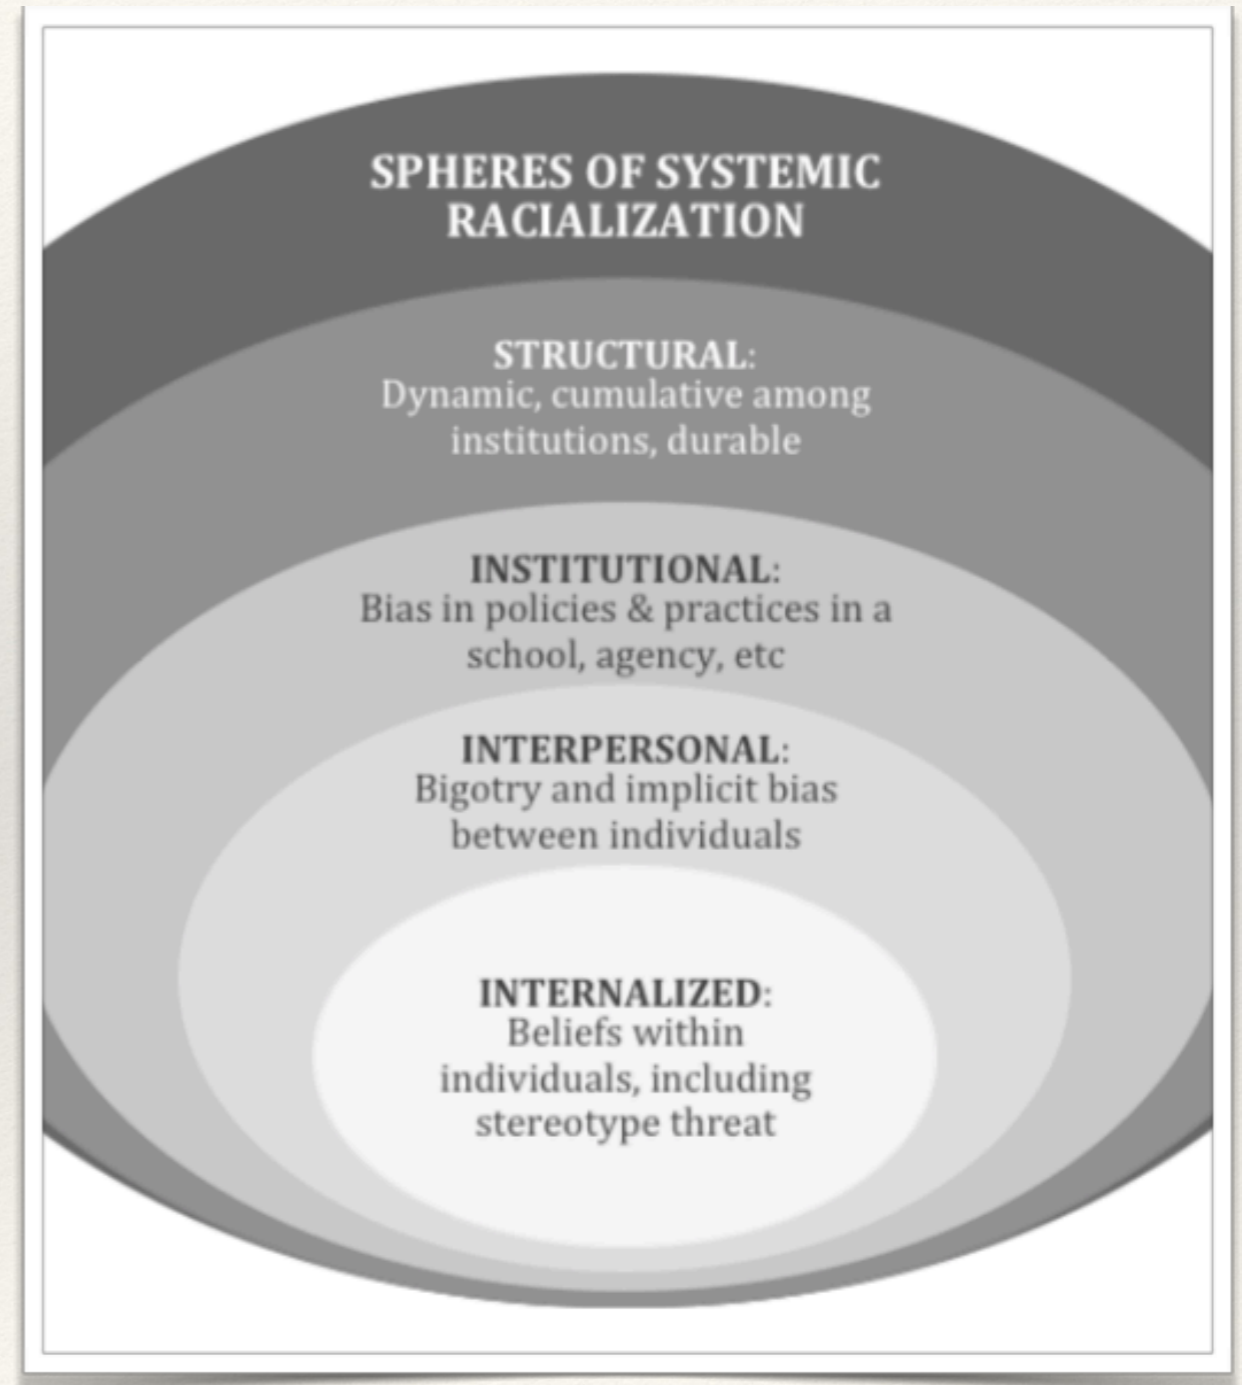 SPHERES OF SYSTEMIC
RACIALIZATION
STRUCTURAL:
Dynamic, cumulative among
institutions, durable
INSTITUTIONAL:
Bias in policies & practices in a
school, agency, etc
INTERPERSONAL:
Bigotry and implicit bias
between individuals
INTERNALIZED:
Beliefs within
individuals, including
stereotype threat